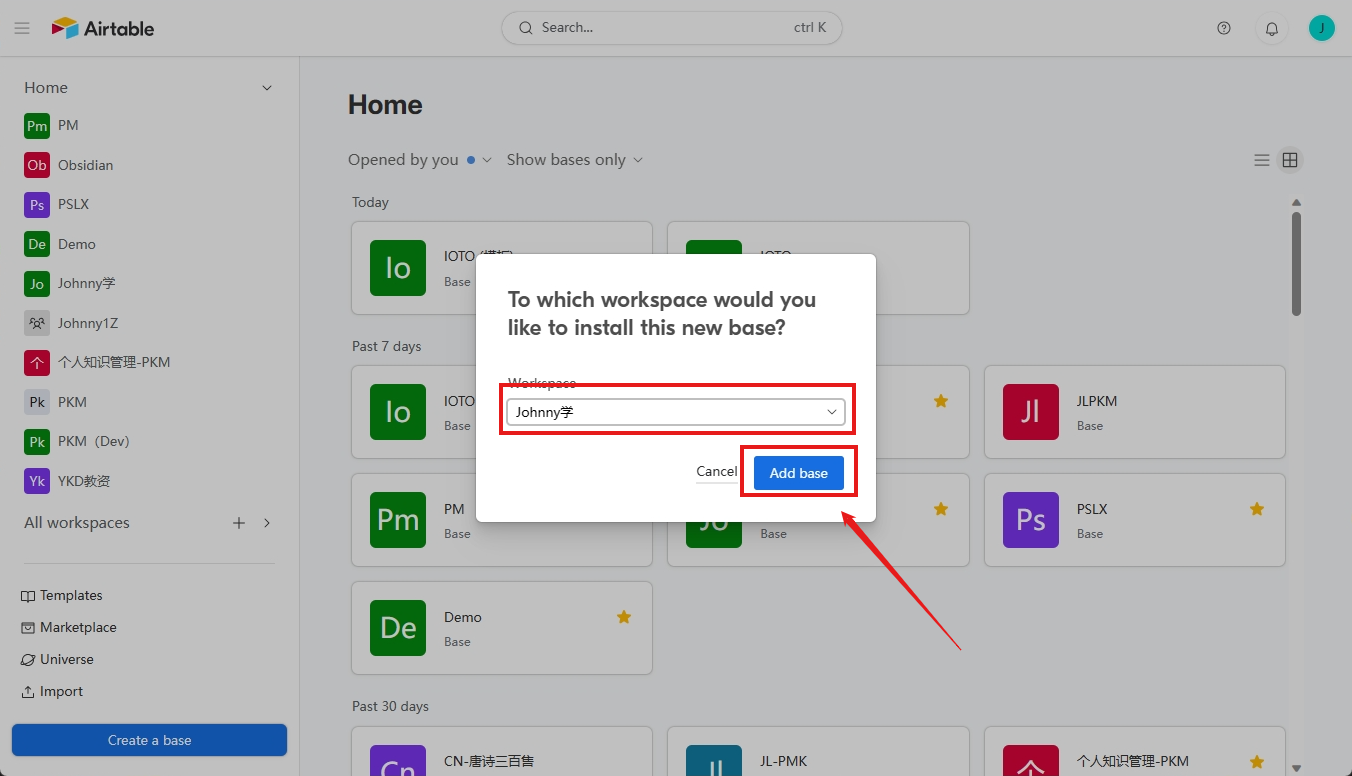 Airtable
Search...
ctrl K
J
Home
Pm PM
Ob Obsidian
Ps PSLX
De Demo
Jo Johnny学
Johnny1Z
个 个人知识管理-PKM
Pk PKM
Pk PKM（Dev）
Yk YKD教资
All workspaces
Templates
Marketplace
Universe
Import
Create a base
Home
Opened by you
Show bases only
Today
Io
IOTO (模板)
Base
IOTO
Past 7 days
Io
IOTO
Base
Jl
JLPKM
Base
Pm
PM
Base
Jo
Base
Ps
PSLX
Base
De
Demo
Base
Past 30 days
Cn
CN-唐诗三百售
JL-PMK
个
个人知识管理-PKM
To which workspace would you
like to install this new base?
Workspace
Johnny学
Cancel
Add base